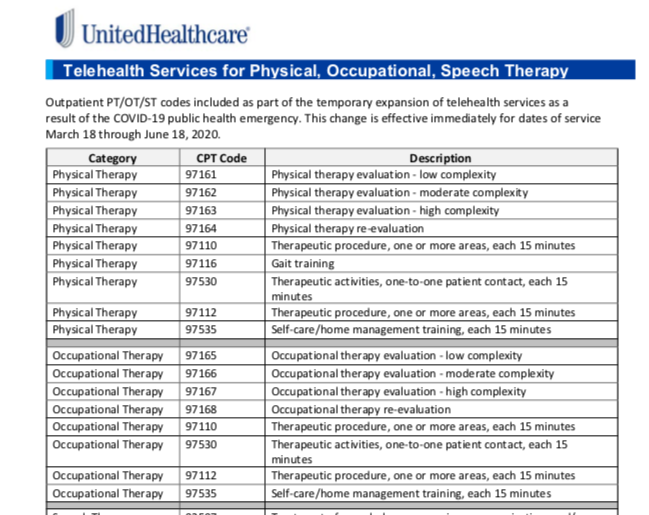 UnitedHealthcare®
Telehealth Services for Physical, Occupational, Speech Therapy
Outpatient PT/OT/ST codes included as part of the temporary expansion of telehealth services as a
result of the COVID-19 public health emergency. This change is effective immediately for dates of service
March 18 through June 18, 2020.
Category CPT Code Description
Physical Therapy 97161 Physical therapy evaluation - low complexity
Physical Therapy 97162 Physical therapy evaluation - moderate complexity
Physical Therapy 97163 Physical therapy evaluation - high complexity
Physical Therapy 97164 Physical therapy re-evaluation
Physical Therapy 97110 Therapeutic procedure, one or more areas, each 15 minutes
Physical Therapy 97116 Gait training
Physical Therapy 97530 Therapeutic activities, one-to-one patient contact, each 15
minutes
Physical Therapy 97112 Therapeutic procedure, one or more areas, each 15 minutes
Physical Therapy 97535 Self-care/home management training, each 15 minutes
Occupational Therapy 97165 Occupational therapy evaluation - low complexity
Occupational Therapy 97166 Occupational therapy evaluation - moderate complexity
Occupational Therapy 97167 Occupational therapy evaluation - high complexity
Occupational Therapy 97168 Occupational therapy re-evaluation
Occupational Therapy 97110 Therapeutic procedure, one or more areas, each 15 minutes
Occupational Therapy 97530 Therapeutic activities, one-to-one patient contact, each 15
minutes
Occupational Therapy 97112 Therapeutic procedure, one or more areas, each 15 minutes
Occupational Therapy 97535 Self-care/home management training, each 15 minutes